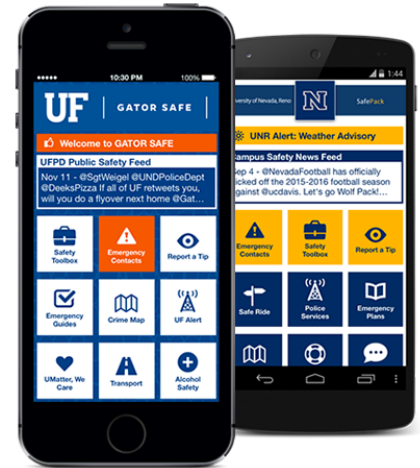 10:30 PM
100%
UF | GATOR SAFE |
Welcome to GATOR SAFE
UFPD Public Safety Feed
Nov 11 - @SgtWeigel @UNDPoliceDept
@DeeksPizza If all of UF retweets you,
will you do a flyover next home @Gat...
Safety
Toolbox
Emergency
Contacts
Report a Tip
Emergency
Guides
Crime Map
UF Alert
UMatter, We
Care
Transport
Alcohol
Safety
1:44
versity of Nevada, Reno
N
SafePack
UNR Alert: Weather Advisory
Campus Safety News Feed
Sep 4 - @NevadaFootball has officially
kicked off the 2015-2016 football season
against @ucdavis. Let's go Wolf Pack!...
Emergency
Contacts
Safety
Toolbox
Report a Tip
Safe Ride
Police
Services
Emergency
Plans